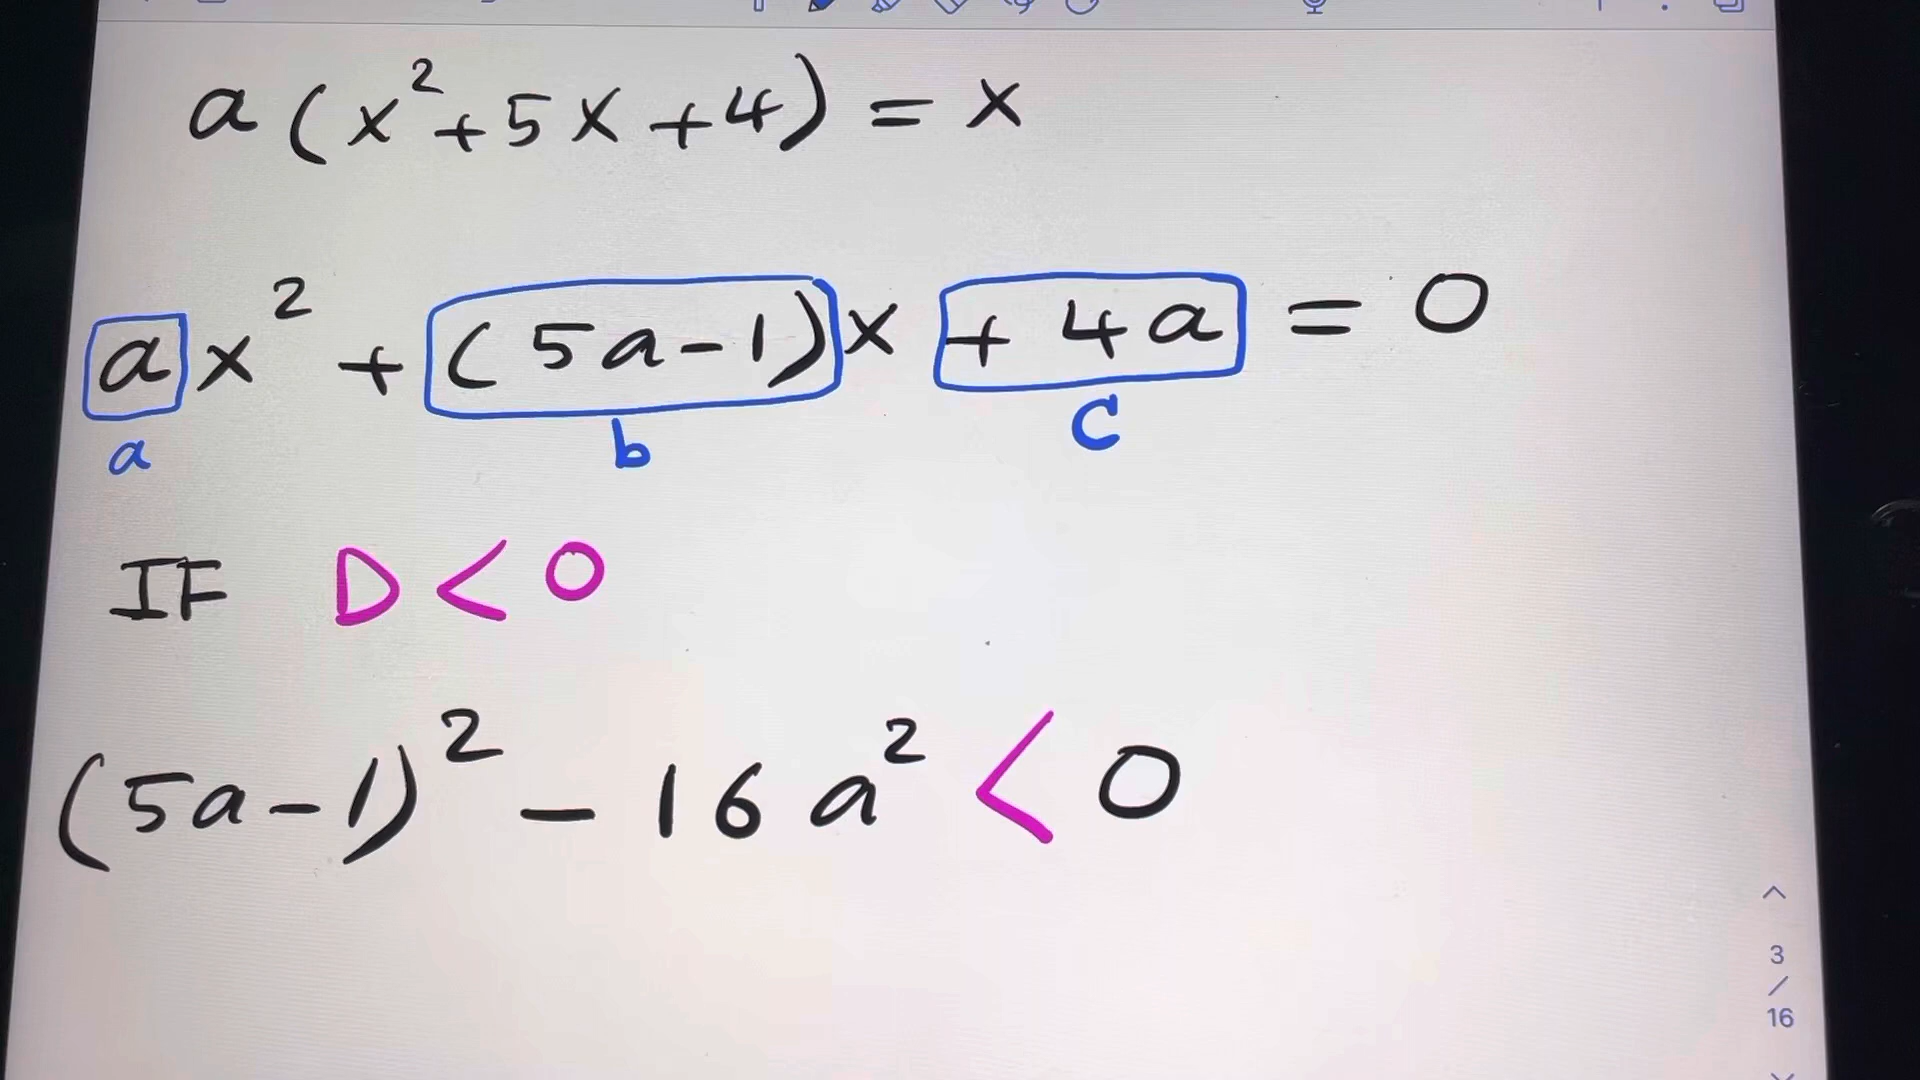 a(x²+5x+4)=x
ax² + (5a-1)x + 4a = 0
a b c
IF D<0
(5a-1)² - 16a² < 0
3
/
16